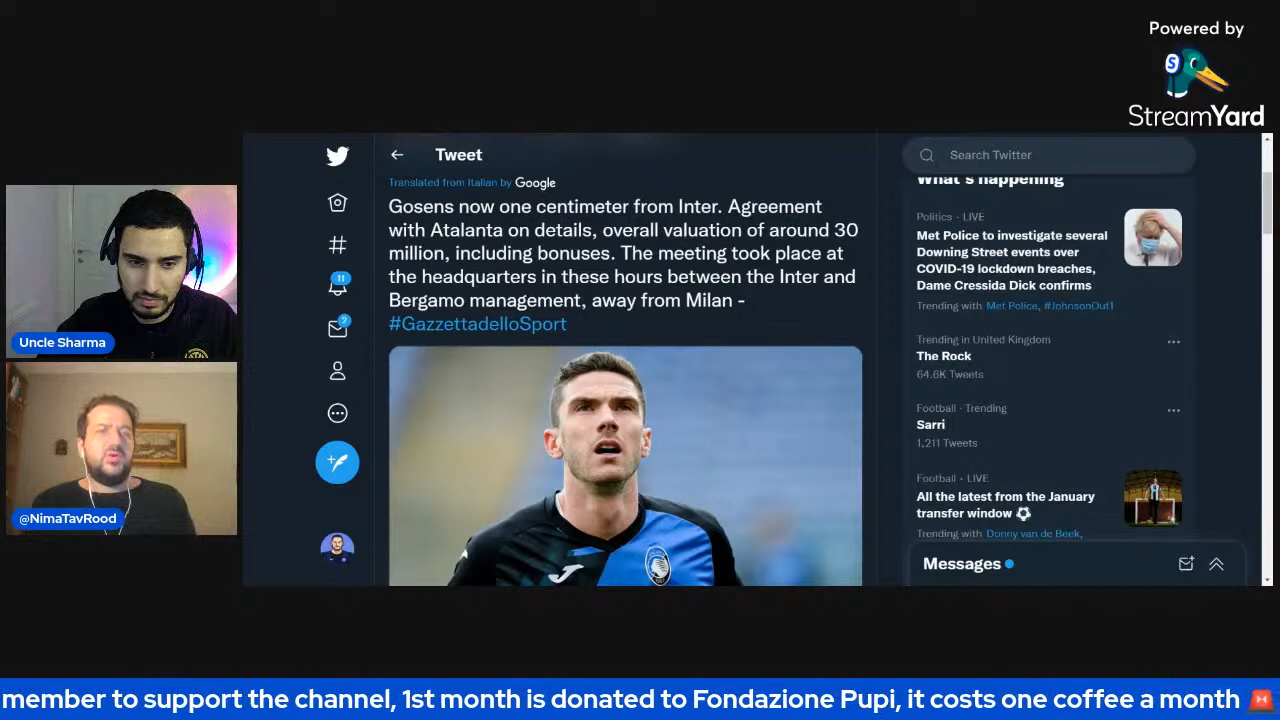 Powered by
StreamYard
Tweet
Translated from Italian by Google
Gosens now one centimeter from Inter. Agreement
with Atalanta on details, overall valuation of around 30
million, including bonuses. The meeting took place at
the headquarters in these hours between the Inter and
Bergamo management, away from Milan -
#GazzettadelloSport
11
2
Search Twitter
What's happening
Politics · LIVE
Met Police to investigate several
Downing Street events over
COVID-19 lockdown breaches,
Dame Cressida Dick confirms
Trending with Met Police, #JohnsonOut1
Trending in United Kingdom
The Rock
64.6K Tweets
Football · Trending
Sarri
1,211 Tweets
Football · LIVE
All the latest from the January
transfer window ⚽
Trending with Donny van de Beek,
Messages
Uncle Sharma
@NimaTavRood
member to support the channel, 1st month is donated to Fondazione Pupi, it costs one coffee a month 🚨